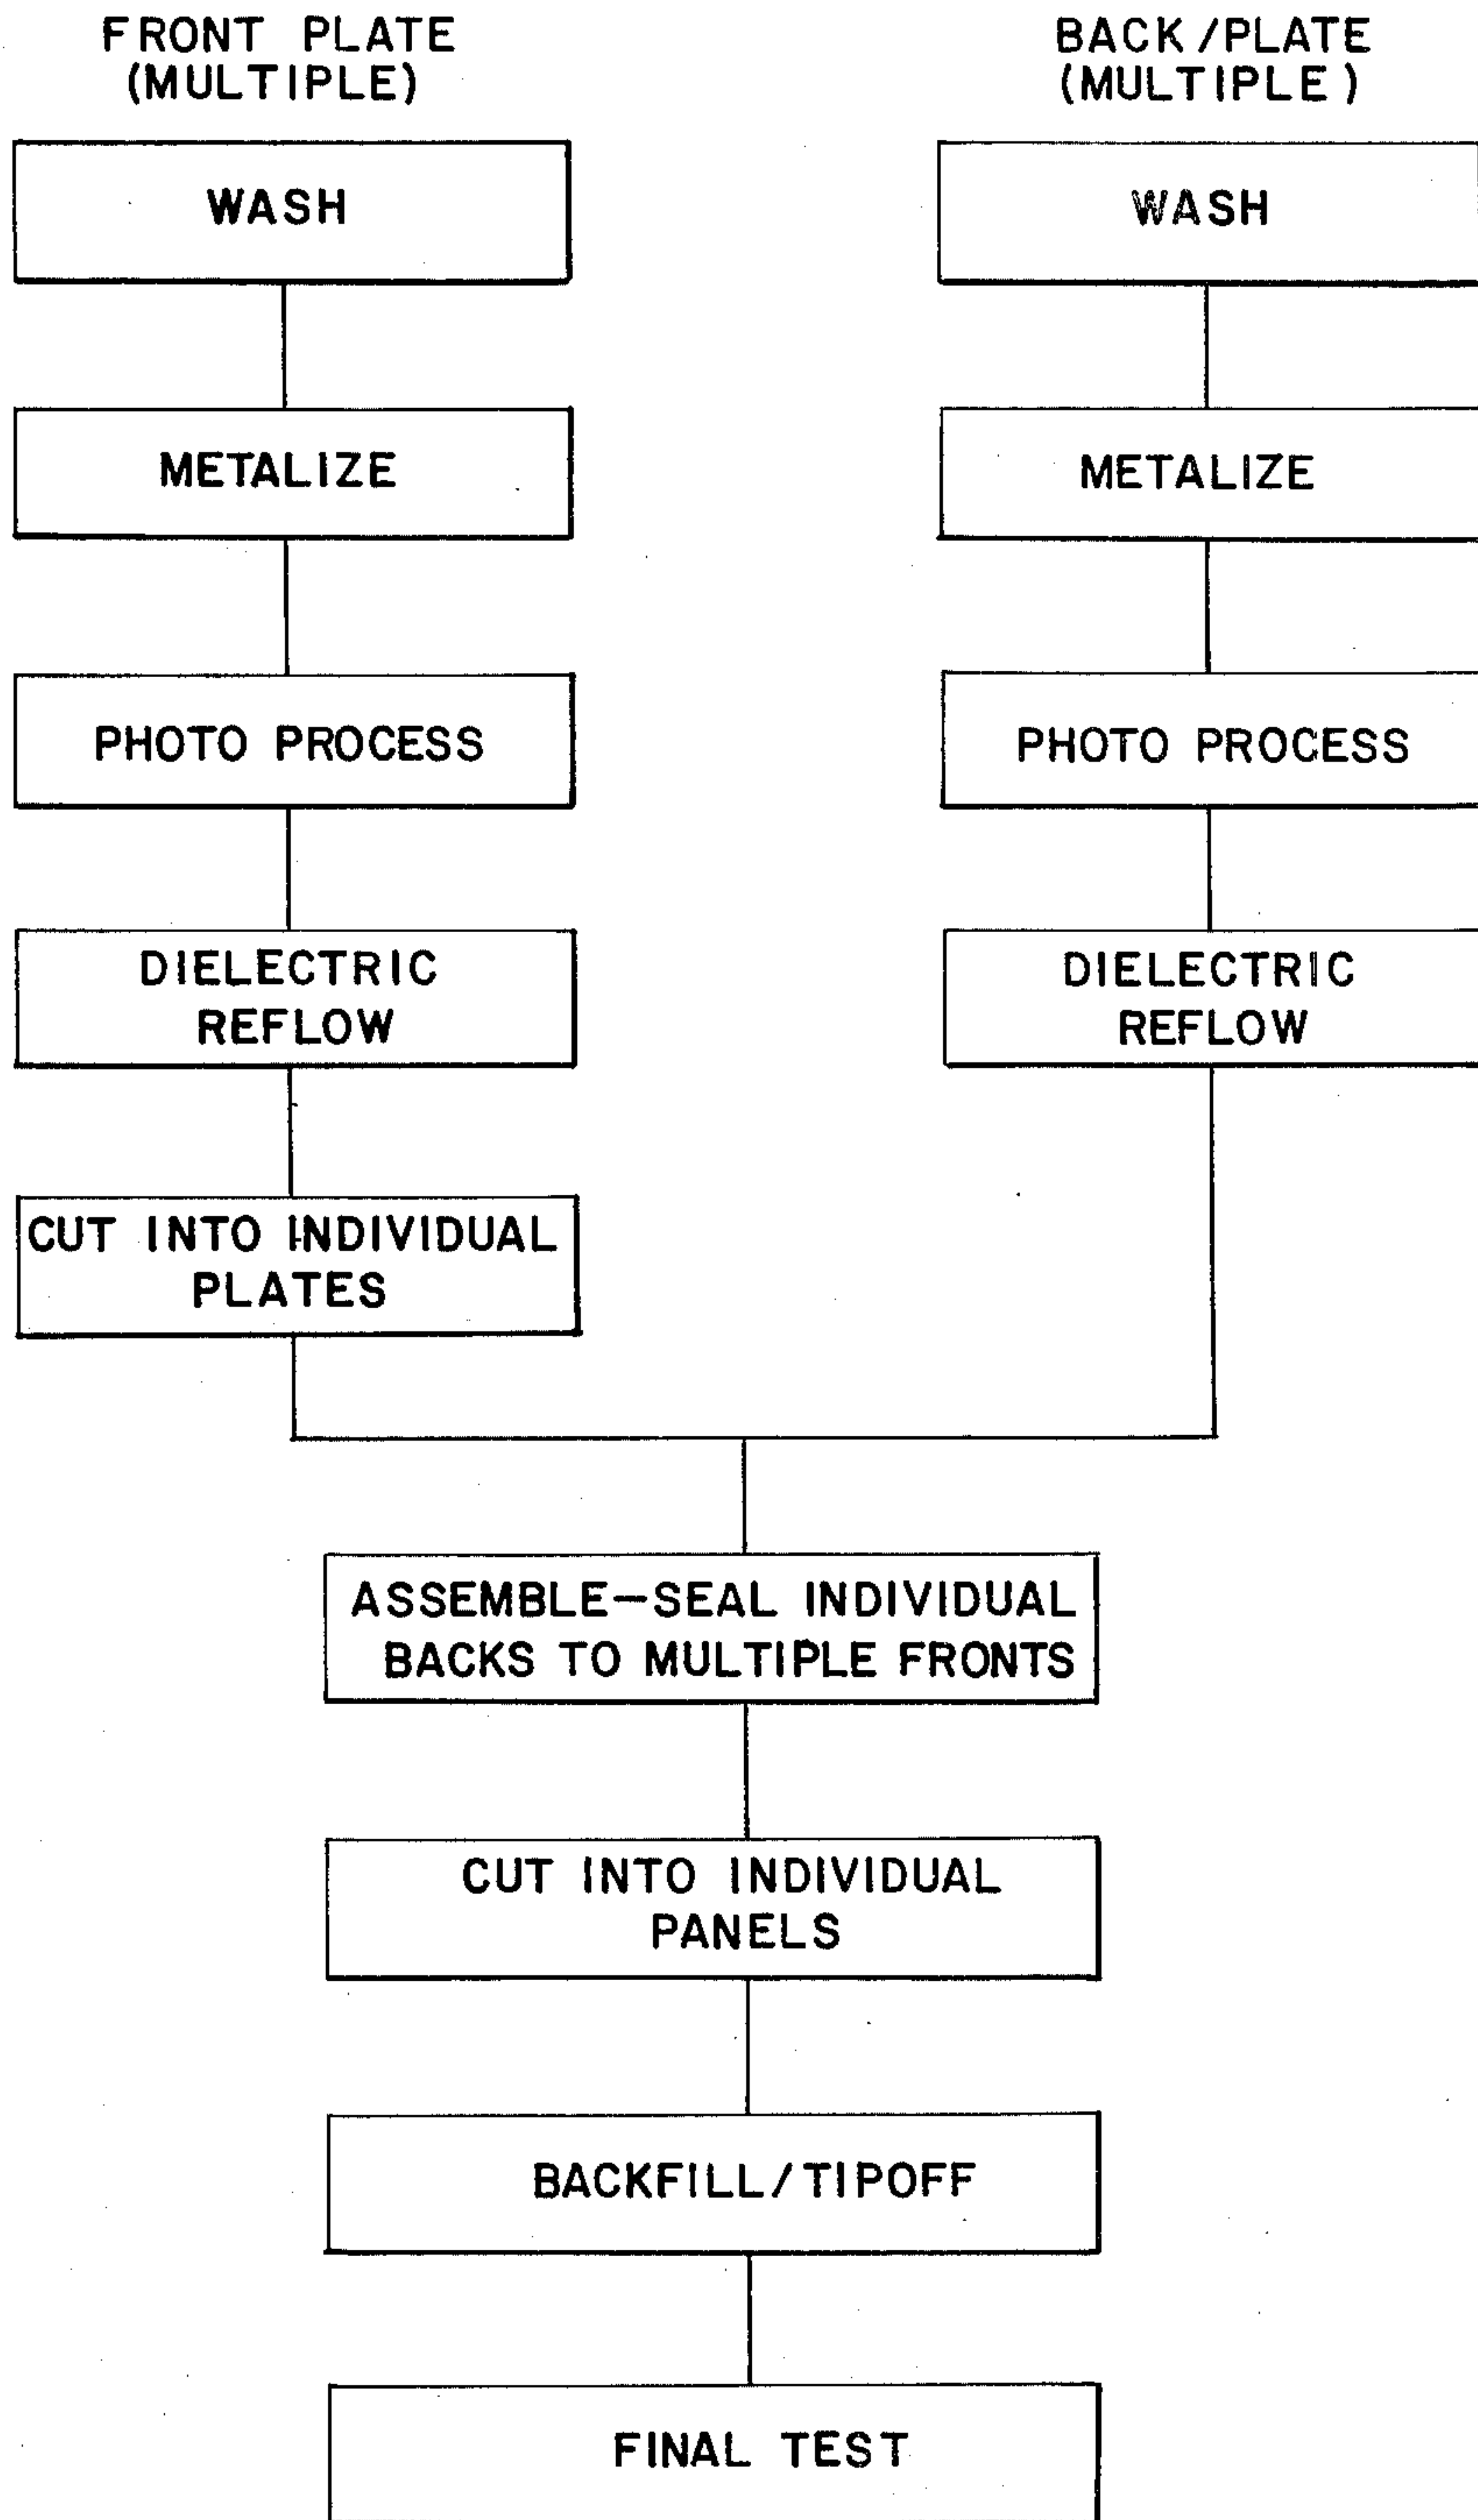 FRONT PLATE
(MULTIPLE)
WASH
METALIZE
PHOTO PROCESS
DIELECTRIC
REFLOW
CUT INTO INDIVIDUAL
PLATES
BACK/PLATE
(MULTIPLE)
WASH
METALIZE
PHOTO PROCESS
DIELECTRIC
REFLOW
ASSEMBLE-SEAL INDIVIDUAL
BACKS TO MULTIPLE FRONTS
CUT INTO INDIVIDUAL
PANELS
BACKFILL/TIPOFF
FINAL TEST